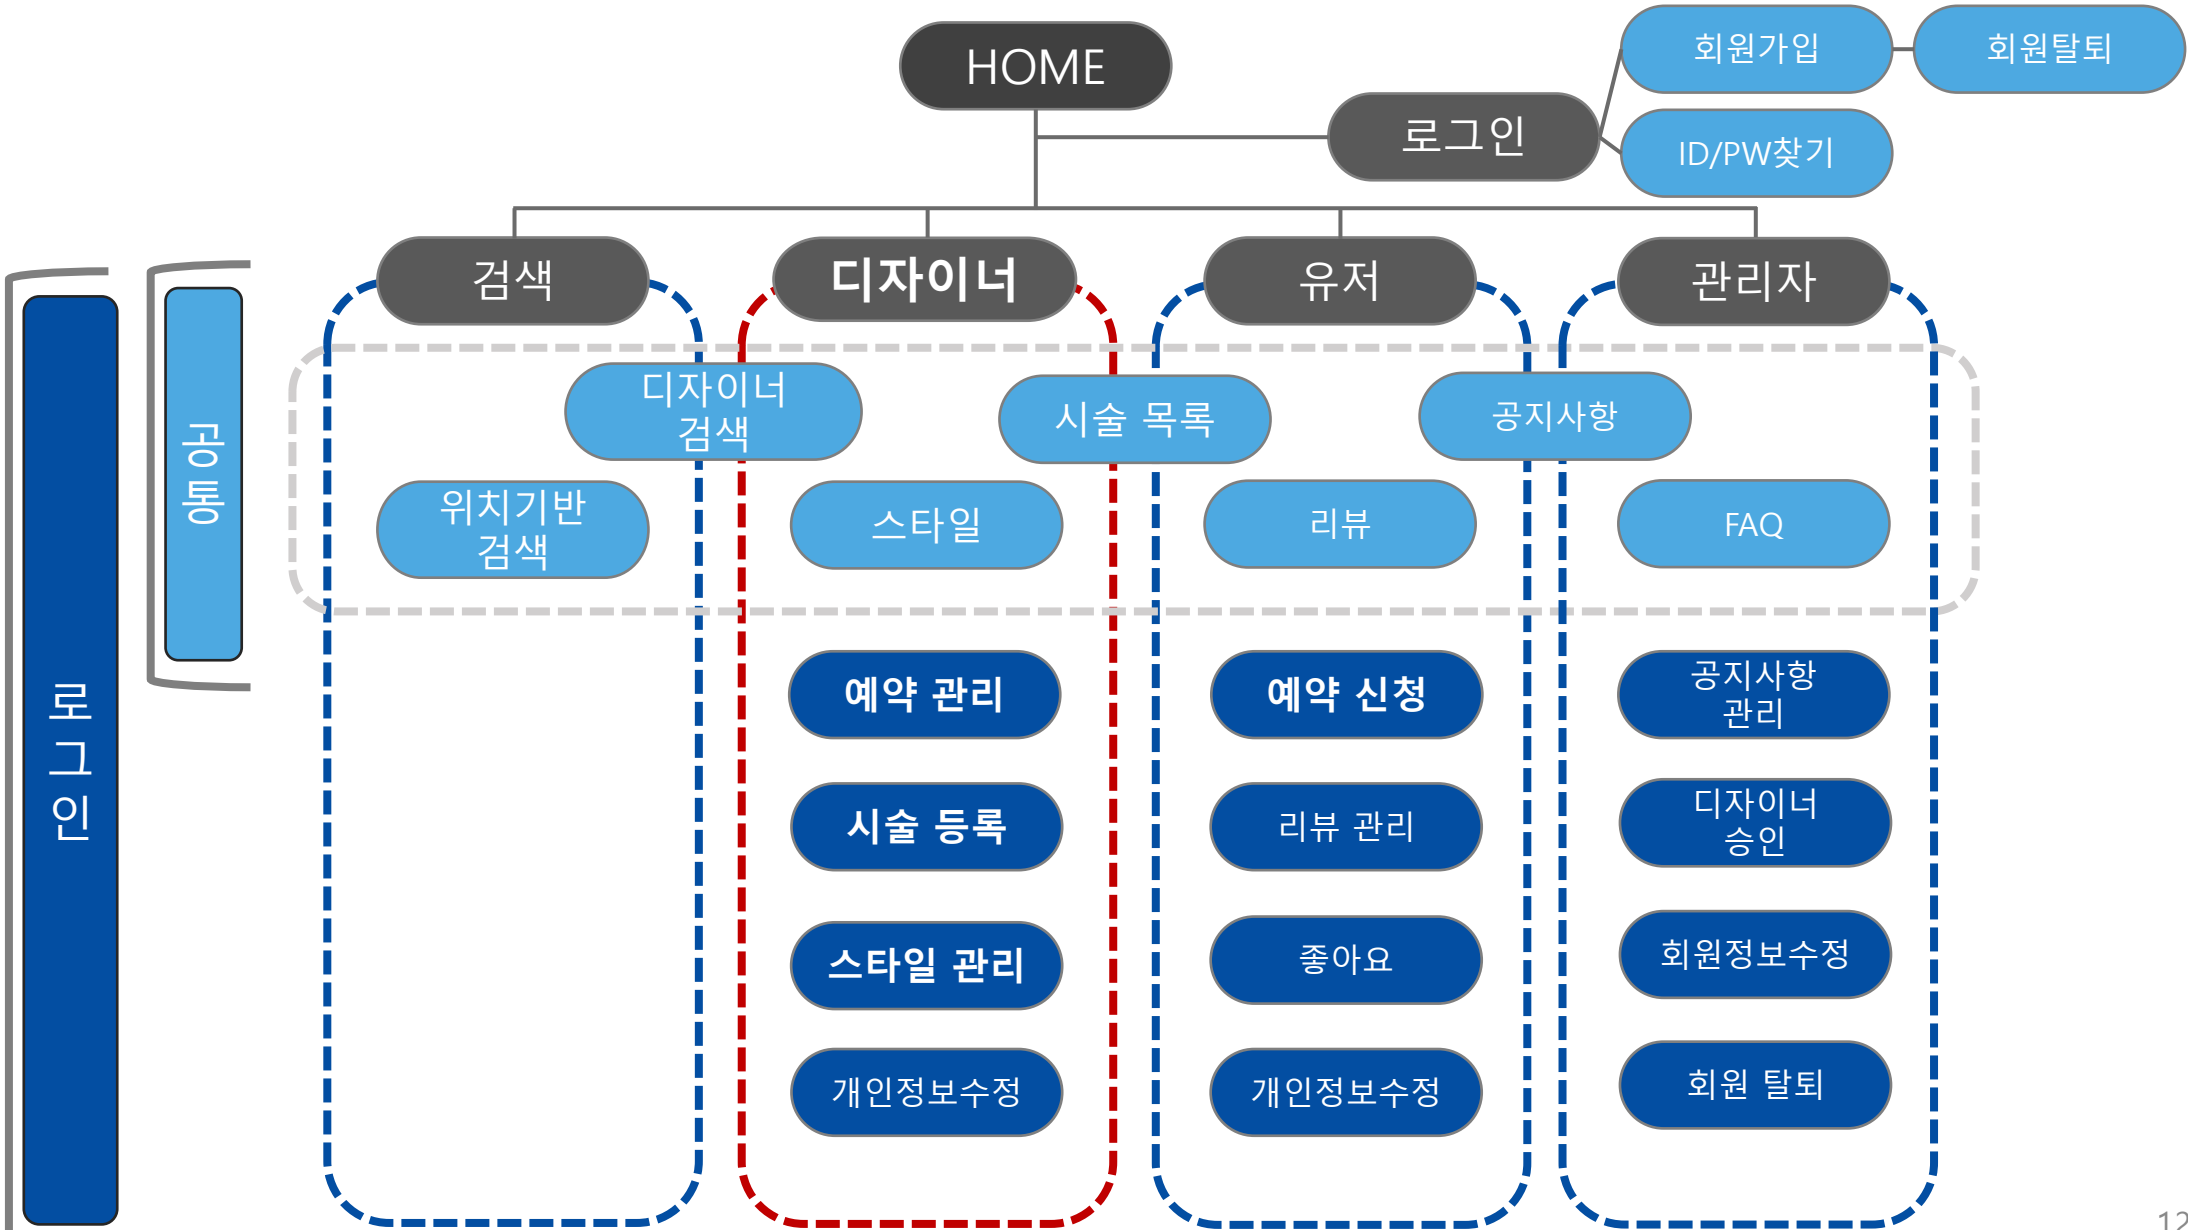 HOME
회원가입
회원탈퇴
로그인
ID/PW찾기
검색
디자이너
유저
관리자
공통
로그인
디자이너
검색
시술 목록
공지사항
위치기반
검색
스타일
리뷰
FAQ
예약 관리
예약 신청
공지사항
관리
시술 등록
리뷰 관리
디자이너
승인
스타일 관리
좋아요
회원정보수정
개인정보수정
개인정보수정
회원 탈퇴
12